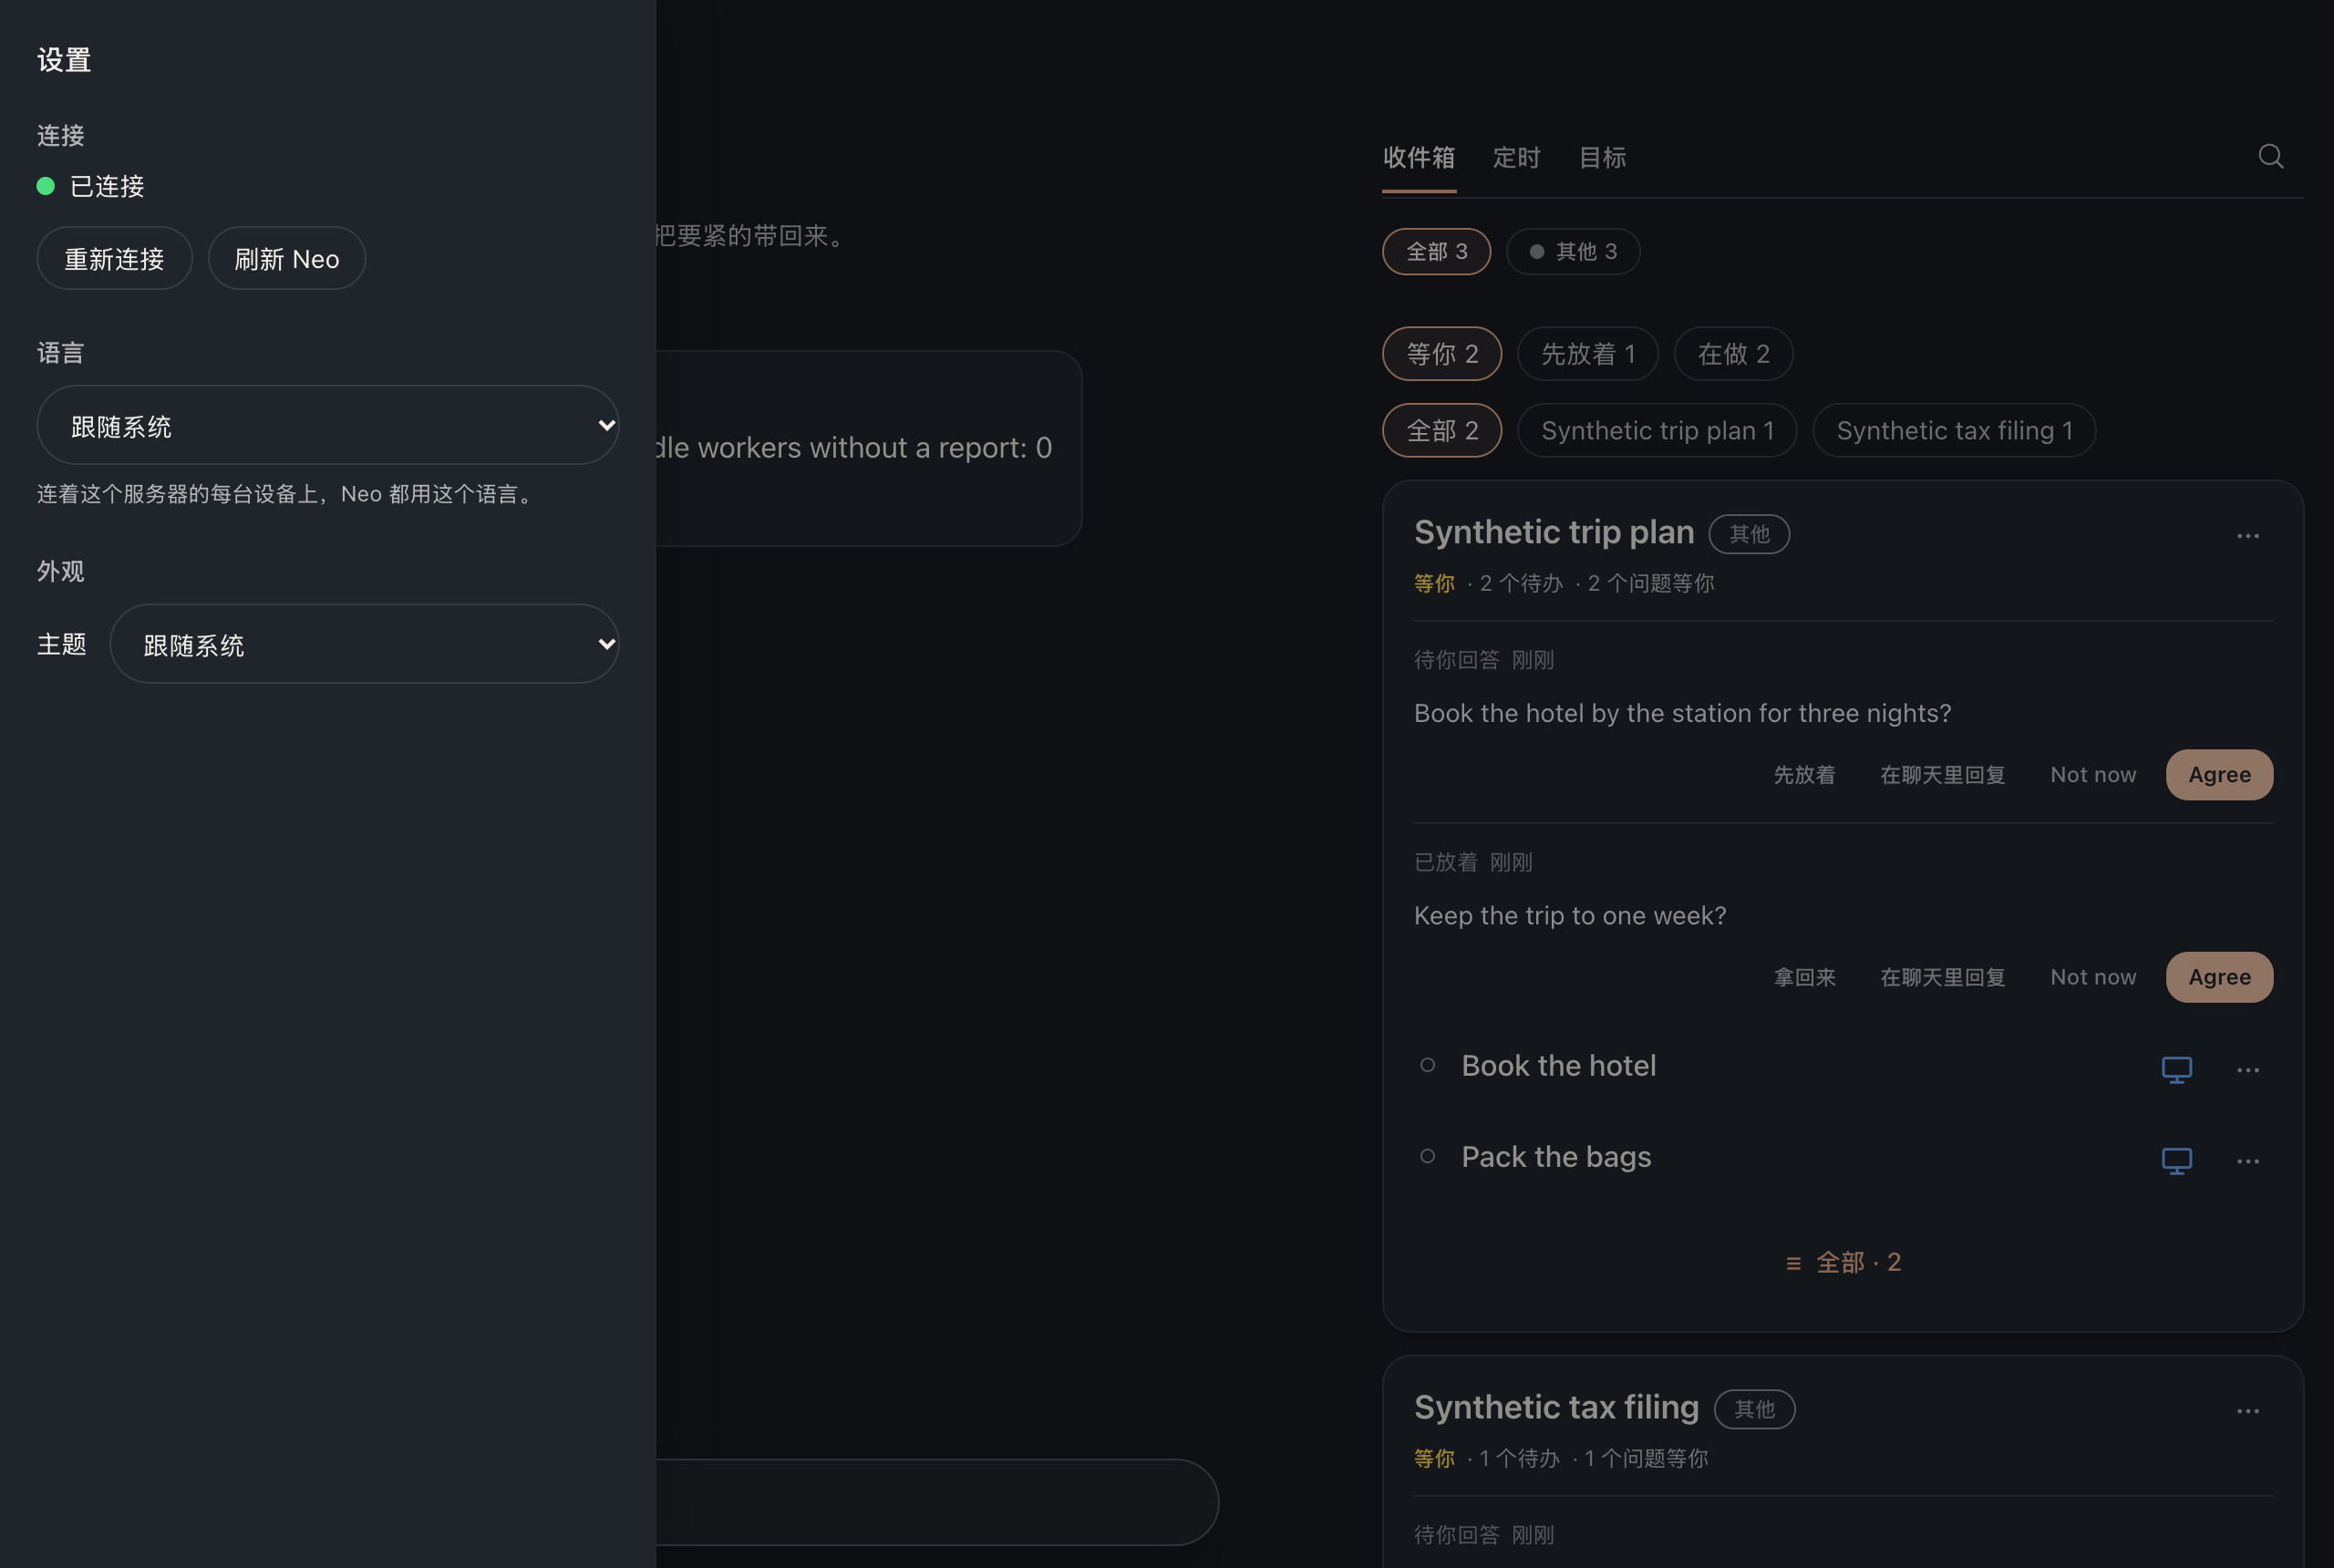 设置
连接
已连接
重新连接 刷新 Neo
语言
跟随系统
连着这个服务器的每台设备上，Neo 都用这个语言。
外观
主题 跟随系统
把要紧的带回来。
workers without a report: 0
收件箱 定时 目标
全部 3 其他 3
等你 2 先放着 1 在做 2
全部 2 Synthetic trip plan 1 Synthetic tax filing 1
Synthetic trip plan 其他 ···
等你 · 2 个待办 · 2 个问题等你
待你回答 刚刚
Book the hotel by the station for three nights?
先放着 在聊天里回复 Not now Agree
已放着 刚刚
Keep the trip to one week?
拿回来 在聊天里回复 Not now Agree
Book the hotel ···
Pack the bags ···
≡ 全部 · 2
Synthetic tax filing 其他 ···
等你 · 1 个待办 · 1 个问题等你
待你回答 刚刚